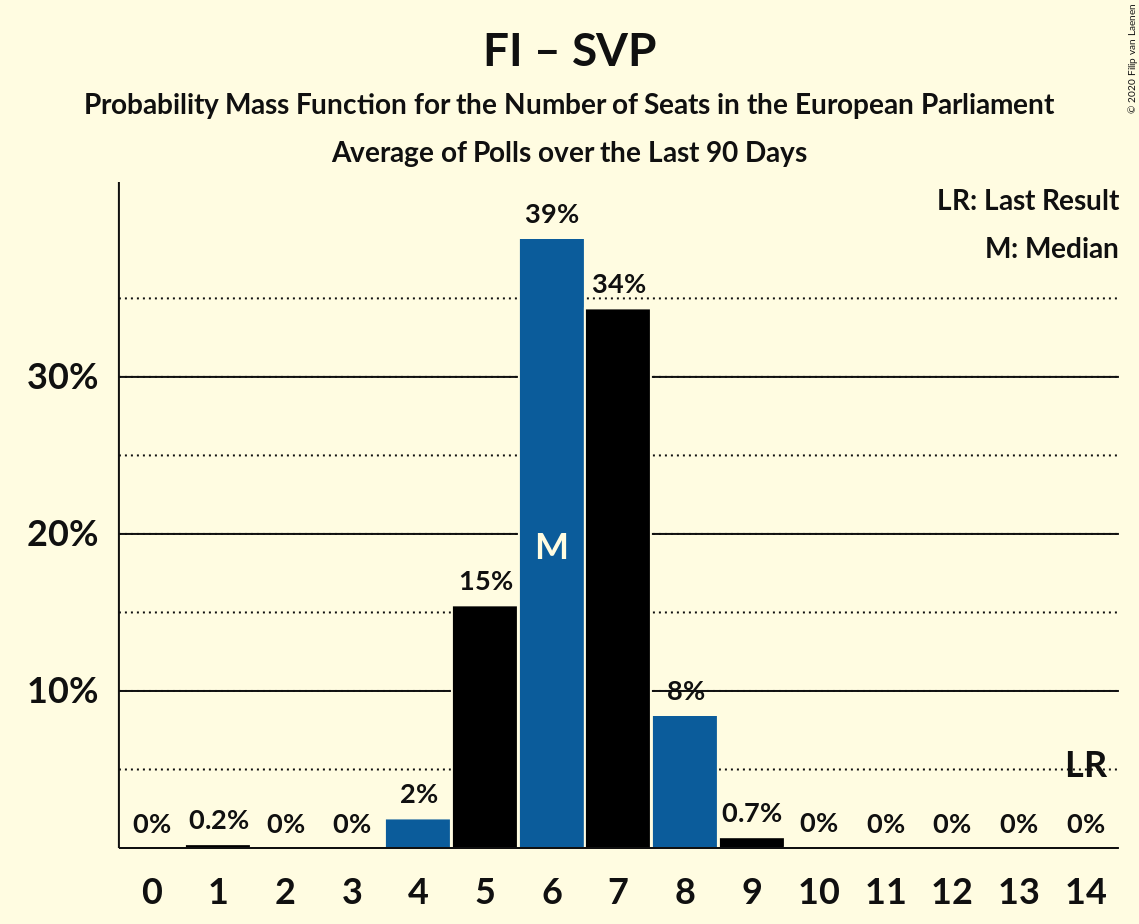 FI – SVP
Probability Mass Function for the Number of Seats in the European Parliament
Average of Polls over the Last 90 Days
© 2020 Filip van Laenen
LR: Last Result
M: Median
39%
34%
30%
20%
M
15%
10%
8%
LR
2%
0% 0.2% 0% 0% 0.7% 0% 0% 0% 0% 0%
0 1 2 3 4 5 6 7 8 9 10 11 12 13 14